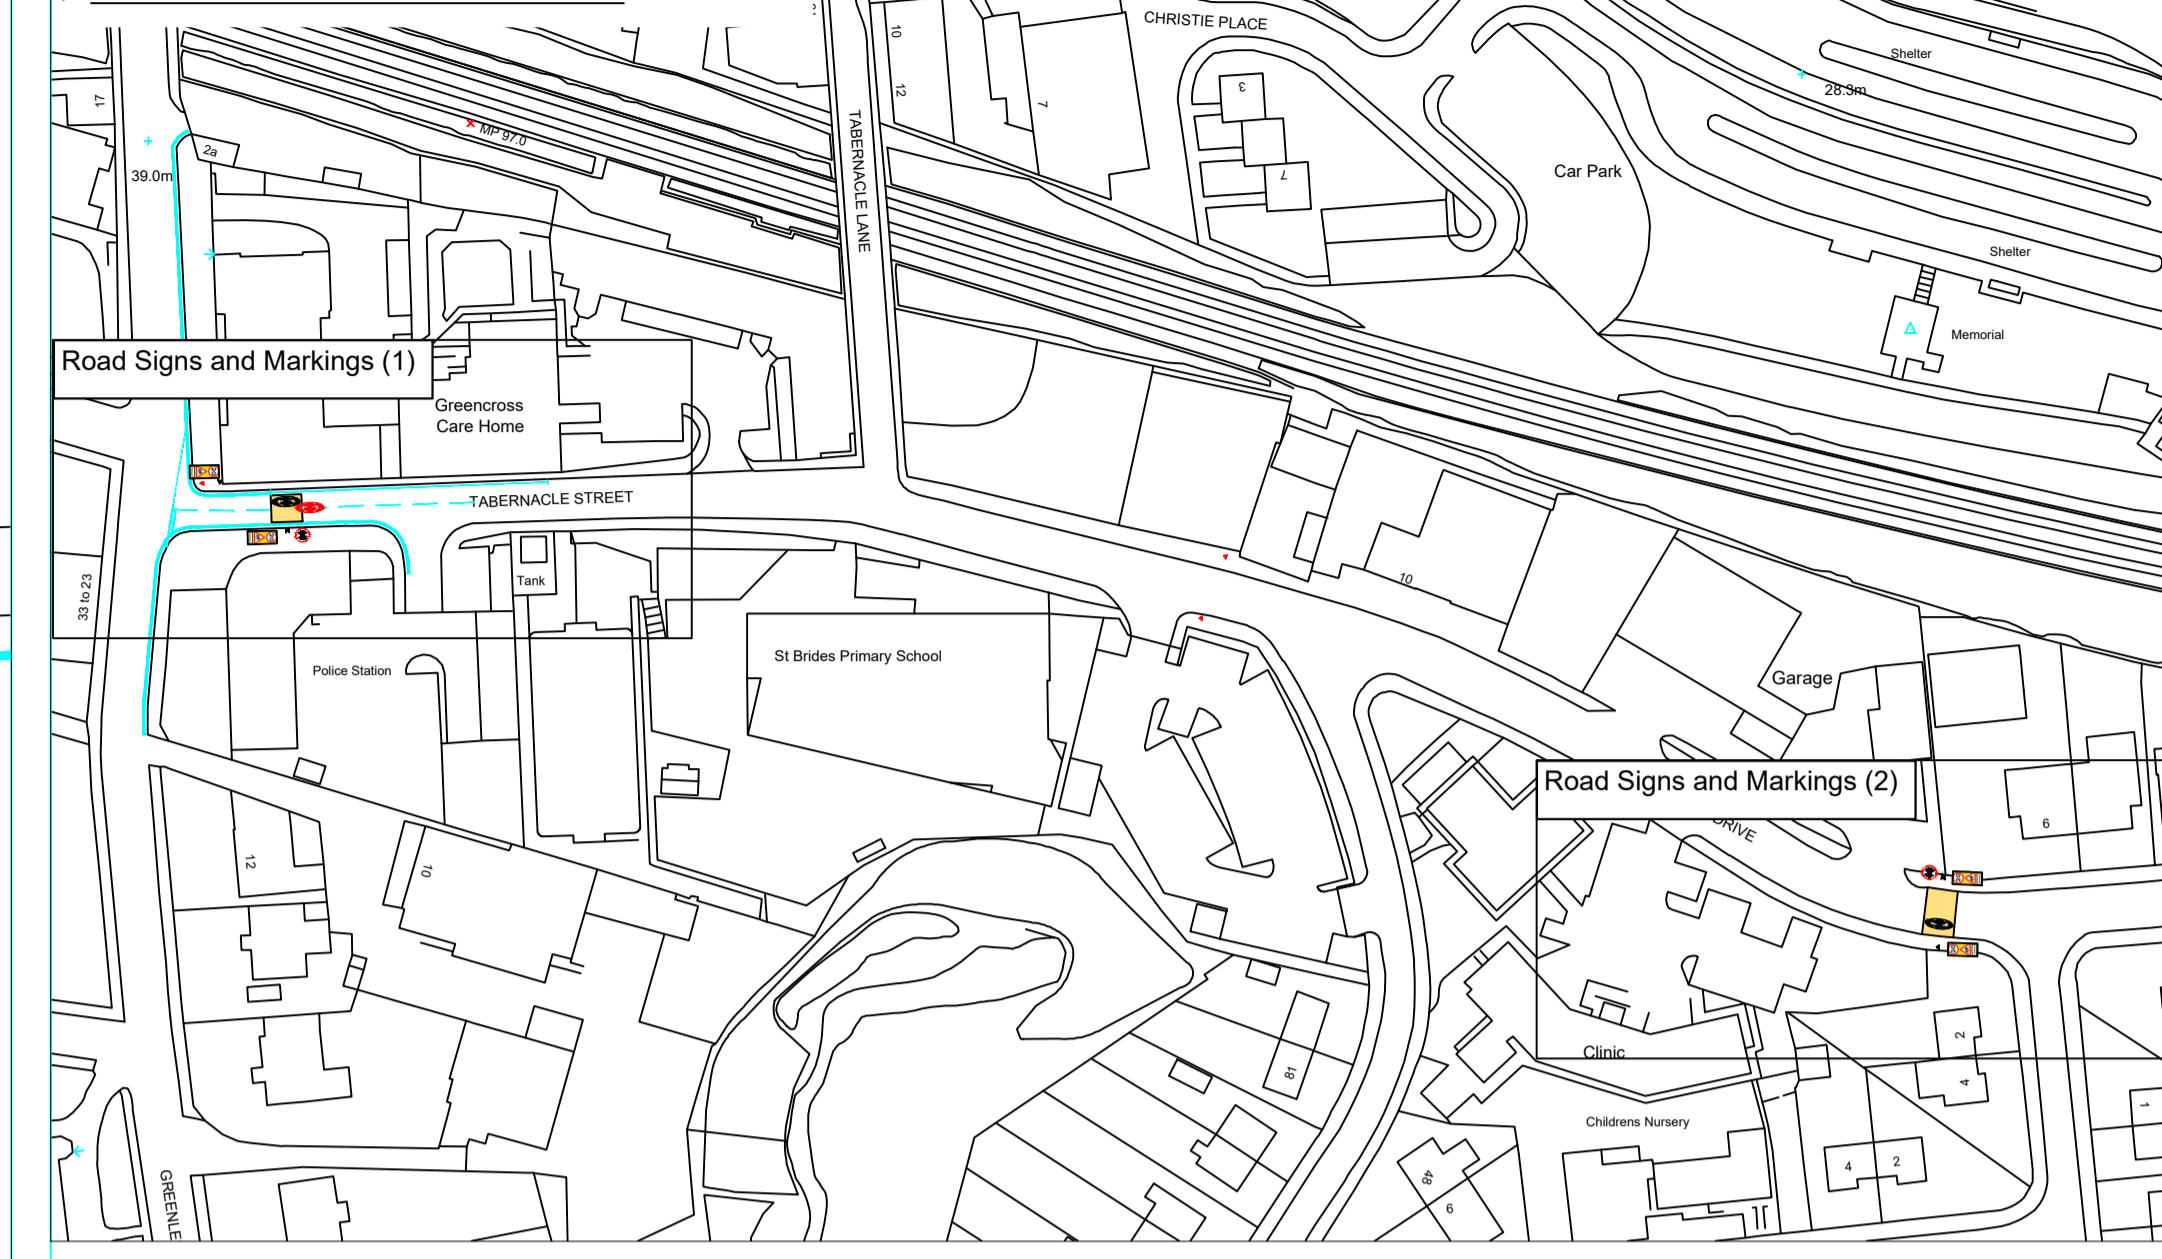 CHRISTIE PLACE
Shelter
28.3m
10
12
7
3
7
17
MP 97.0
2a
39.0m
TABERNACLE LANE
Car Park
Shelter
Memorial
Road Signs and Markings (1)
Greencross
Care Home
TABERNACLE STREET
33 to 23
Tank
10
St Brides Primary School
Police Station
Garage
Road Signs and Markings (2)
DRIVE
6
12
10
81
Clinic
2
4
1
Childrens Nursery
48
6
4
2
GREENLE